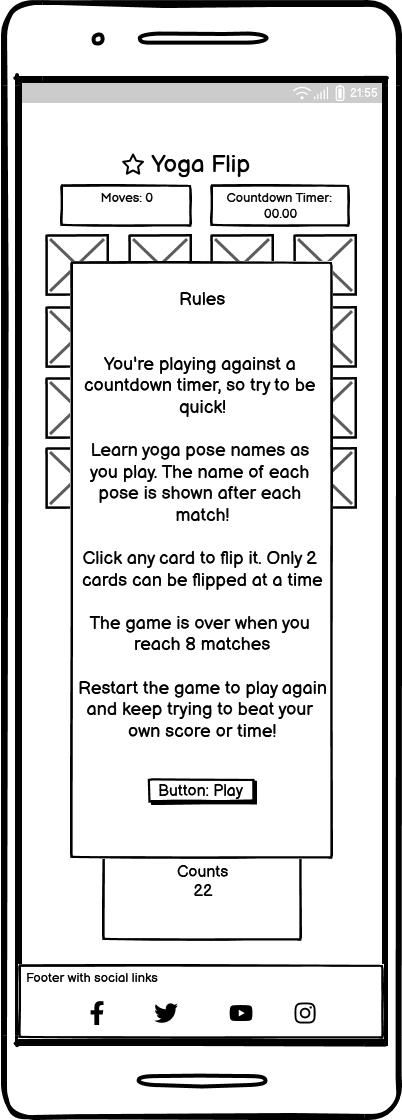 21:55
Yoga Flip
Moves: 0
Countdown Timer:
00.00
Rules
You're playing against a
countdown timer, so try to be
quick!
Learn yoga pose names as
you play. The name of each
pose is shown after each
match!
Click any card to flip it. Only 2
cards can be flipped at a time
The game is over when you
reach 8 matches
Restart the game to play again
and keep trying to beat your
own score or time!
Button: Play
Counts
22
Footer with social links